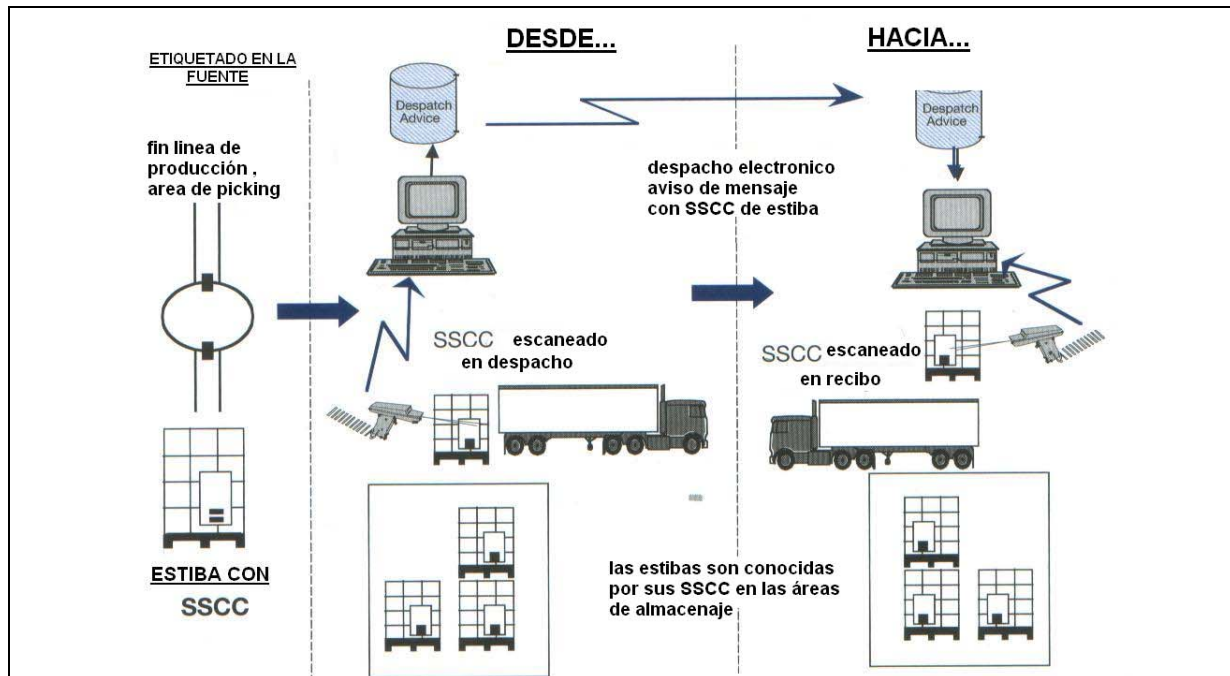 DESDE...
HACIA...
ETIQUETADO EN LA
FUENTE
fin linea de
producción ,
area de picking
ESTIBA CON
SSCC
Despatch
Advice
SSCC escaneado
en despacho
despacho electronico
aviso de mensaje
con SSCC de estiba
Despatch
Advice
SSCC escaneado
en recibo
las estibas son conocidas
por sus SSCC en las áreas
de almacenaje